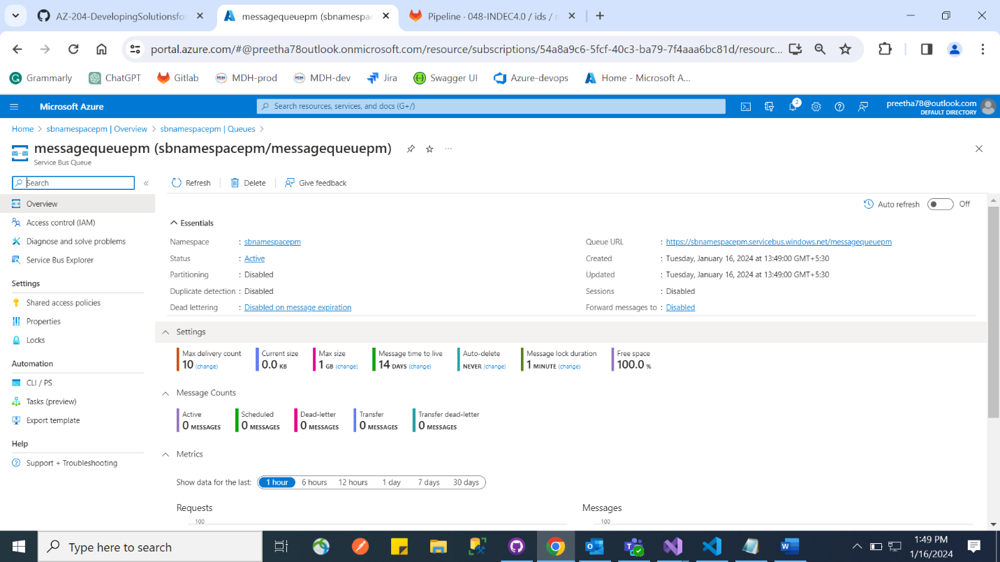 AZ-204-DevelopingSolutionsfor
messagequeuepm (sbnamespac
Pipeline · 048-INDEC4.0 / ids / 
portal.azure.com/#@preetha78outlook.onmicrosoft.com/resource/subscriptions/54a8a9c6-5fcf-40c3-ba79-7f4aaa6bc81d/resourc...
Grammarly ChatGPT Gitlab MDH-prod MDH-dev Jira Swagger UI Azure-devops Home - Microsoft A...
Microsoft Azure
Search resources, services, and docs (G+/)
2
preetha78@outlook.com
DEFAULT DIRECTORY
Home > sbnamespacepm | Overview > sbnamespacepm | Queues >
messagequeuepm (sbnamespacepm/messagequeuepm) ...
Service Bus Queue
Search «
Refresh Delete Give feedback
Overview
Access control (IAM)
Diagnose and solve problems
Service Bus Explorer
Settings
Shared access policies
Properties
Locks
Automation
CLI / PS
Tasks (preview)
Export template
Help
Support + Troubleshooting
Auto refresh Off
Essentials
Namespace : sbnamespacepm
Status : Active
Partitioning : Disabled
Duplicate detection : Disabled
Dead lettering : Disabled on message expiration
Queue URL : https://sbnamespacepm.servicebus.windows.net/messagequeuepm
Created : Tuesday, January 16, 2024 at 13:49:00 GMT+5:30
Updated : Tuesday, January 16, 2024 at 13:49:00 GMT+5:30
Sessions : Disabled
Forward messages to : Disabled
Settings
Max delivery count
10 (change)
Current size
0.0 KB
Max size
1 GB (change)
Message time to live
14 DAYS (change)
Auto-delete
NEVER (change)
Message lock duration
1 MINUTE (change)
Free space
100.0 %
Message Counts
Active
0 MESSAGES
Scheduled
0 MESSAGES
Dead-letter
0 MESSAGES
Transfer
0 MESSAGES
Transfer dead-letter
0 MESSAGES
Metrics
Show data for the last: 1 hour 6 hours 12 hours 1 day 7 days 30 days
Requests
100
Messages
100
Type here to search
1:49 PM
1/16/2024